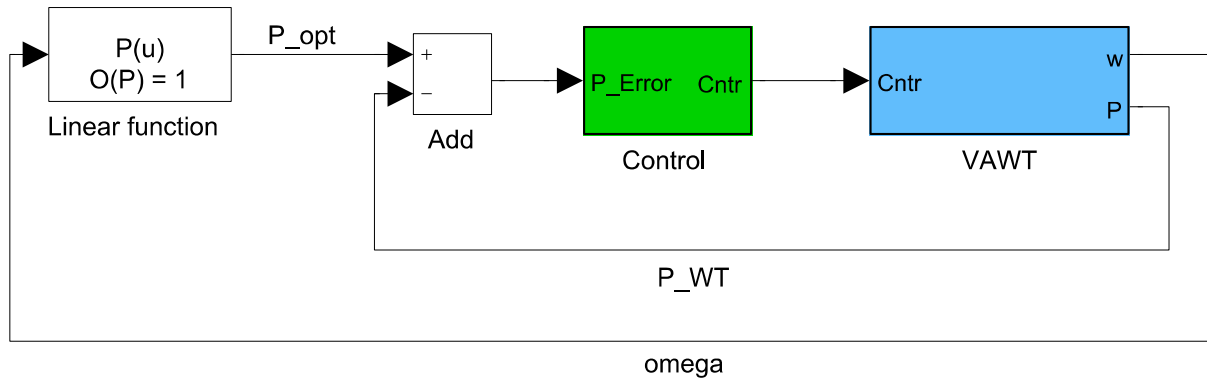 P(u)
O(P) = 1
Linear function
P_opt
+
−
Add
P_Error
Cntr
Control
Cntr
w
P
VAWT
P_WT
omega